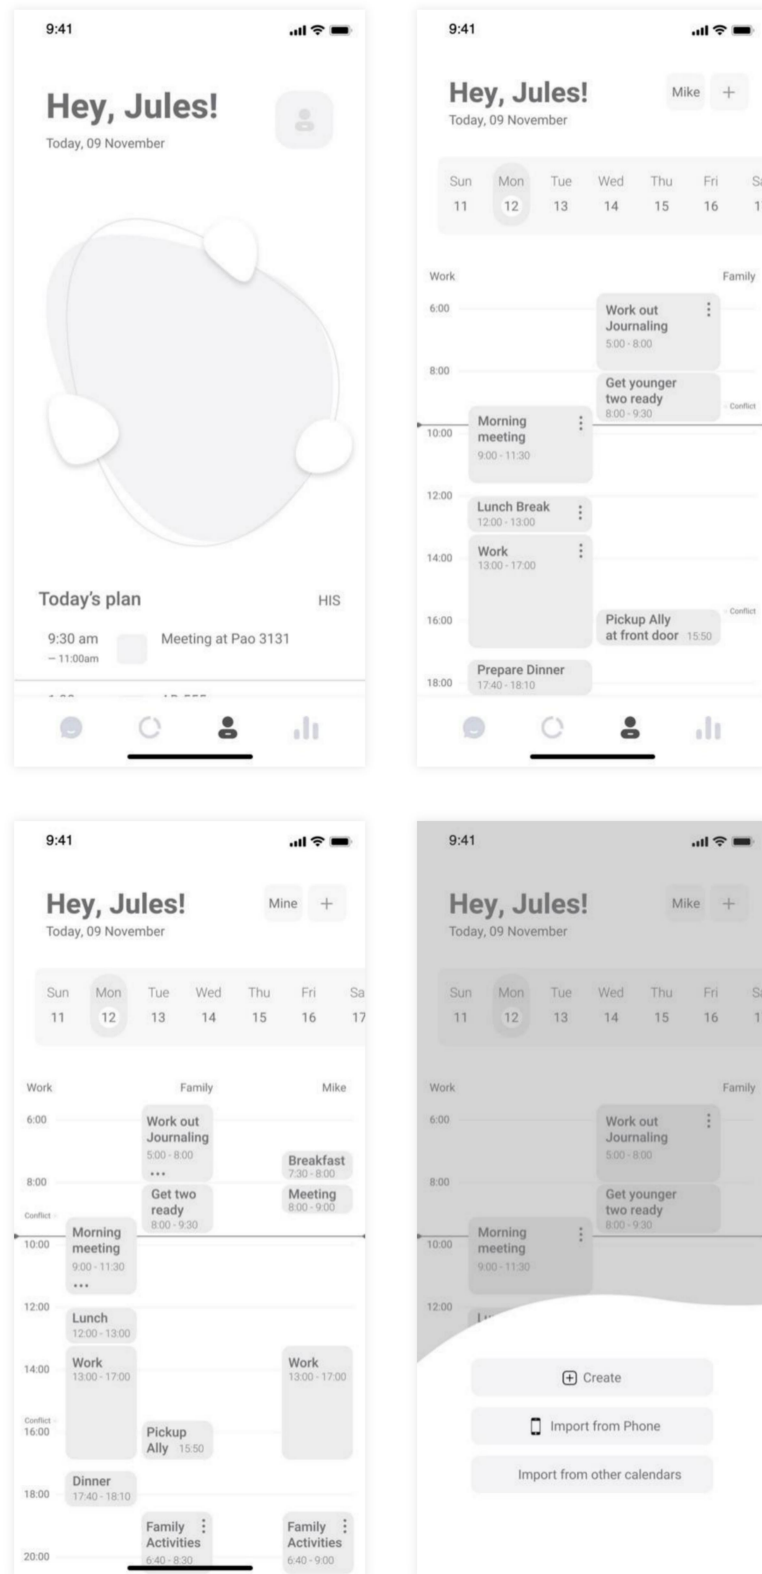 9:41
Hey, Jules!
Today, 09 November
Today's plan
HIS
9:30 am
– 11:00am
Meeting at Pao 3131
9:41
Hey, Jules!
Today, 09 November
Mike
+
Sun Mon Tue Wed Thu Fri
11 12 13 14 15 16
Work
Family
6:00
Work out
Journaling
5:00 - 8:00
8:00
Get younger
two ready
8:00 - 9:30
Conflict
10:00
Morning
meeting
9:00 - 11:30
12:00
Lunch Break
12:00 - 13:00
14:00
Work
13:00 - 17:00
16:00
Conflict
Pickup Ally
at front door 15:50
18:00
Prepare Dinner
17:40 - 18:10
9:41
Hey, Jules!
Today, 09 November
Mine
+
Sun Mon Tue Wed Thu Fri Sa
11 12 13 14 15 16 17
Work
Family
Mike
6:00
Work out
Journaling
5:00 - 8:00
Breakfast
7:30 - 8:00
8:00
Get two
ready
8:00 - 9:30
Meeting
8:00 - 9:00
Conflict
10:00
Morning
meeting
9:00 - 11:30
12:00
Lunch
12:00 - 13:00
14:00
Work
13:00 - 17:00
Work
13:00 - 17:00
Conflict
16:00
Pickup
Ally 15:50
18:00
Dinner
17:40 - 18:10
Family
Activities
6:40 - 8:30
Family
Activities
6:40 - 9:00
20:00
9:41
Hey, Jules!
Today, 09 November
Mike
+
Sun Mon Tue Wed Thu Fri
11 12 13 14 15 16
Work
Family
6:00
Work out
Journaling
5:00 - 8:00
8:00
Get younger
two ready
8:00 - 9:30
10:00
Morning
meeting
9:00 - 11:30
12:00
Create
Import from Phone
Import from other calendars